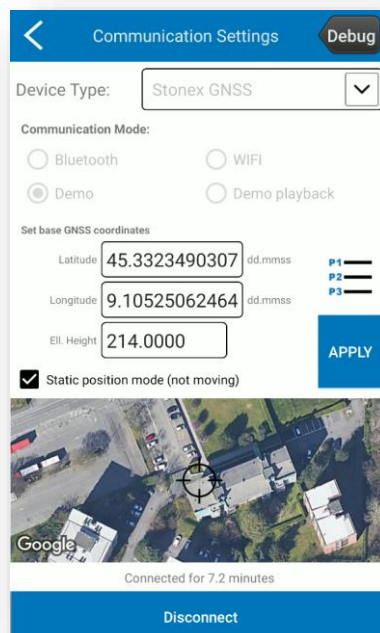 Communication Settings Debug
Device Type: Stonex GNSS
Communication Mode:
Bluetooth WIFI
Demo Demo playback
Set base GNSS coordinates
Latitude 45.3323490307 dd.mmss
Longitude 9.10525062464 dd.mmss
P1
P2
P3
Ell. Height 214.0000
APPLY
Static position mode (not moving)
Google
Connected for 7.2 minutes
Disconnect